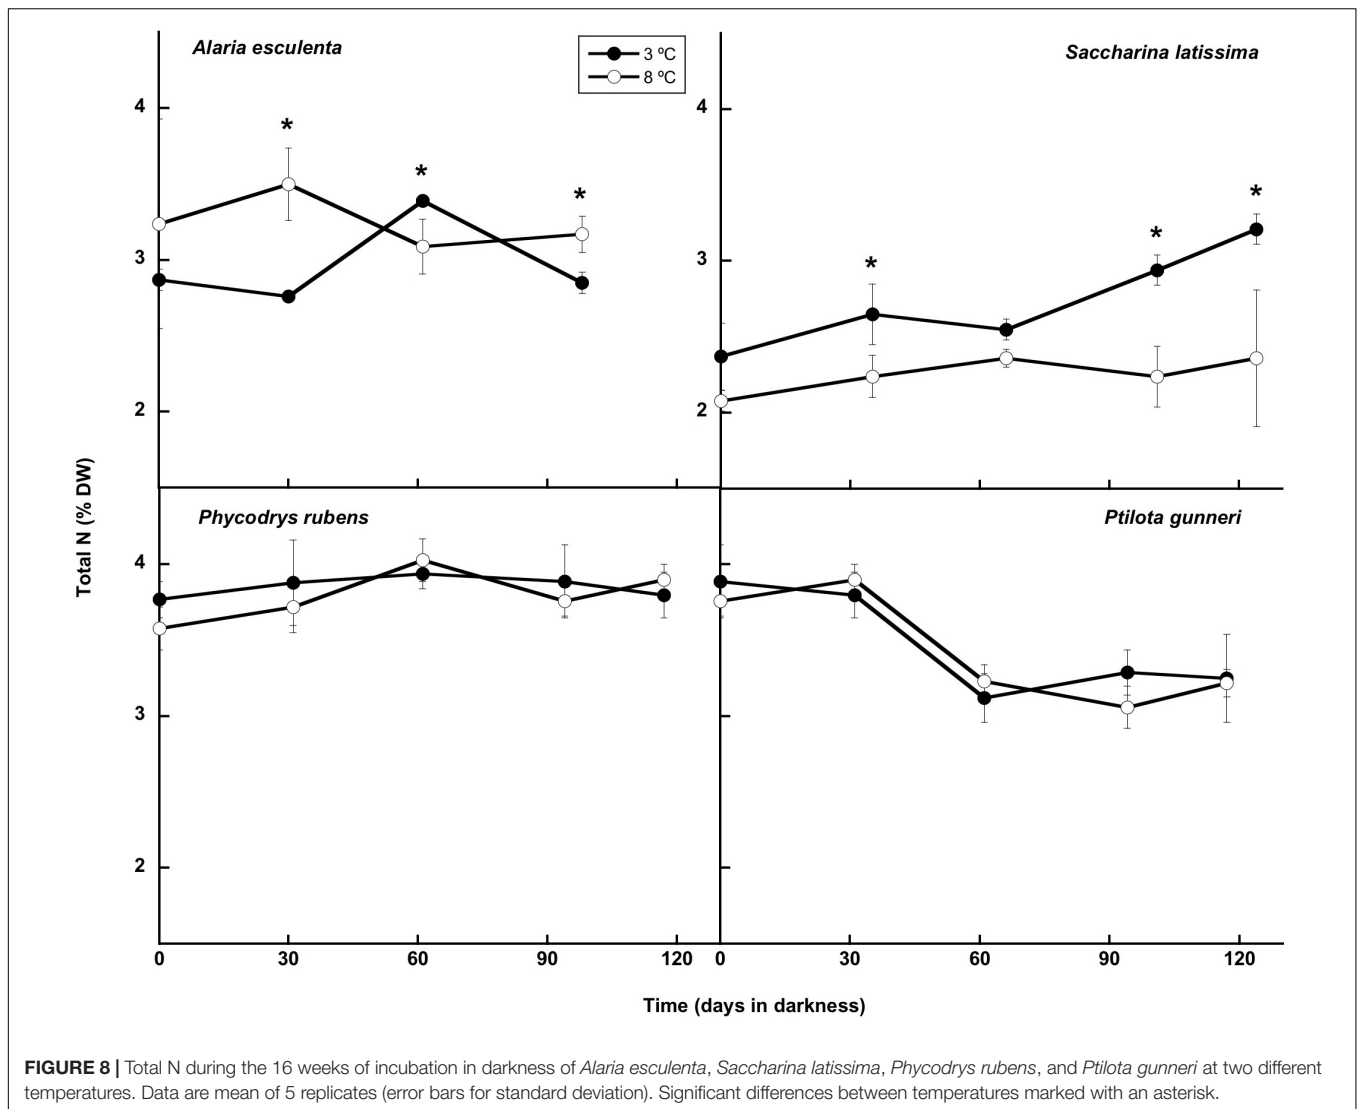 Alaria esculenta
3 ºC
8 ºC
Saccharina latissima
4
*
*
*
3
2
4
*
*
*
3
2
Total N (% DW)
Phycodrys rubens
Ptilota gunneri
4
3
2
0 30 60 90 120 0 30 60 90 120
Time (days in darkness)
FIGURE 8 | Total N during the 16 weeks of incubation in darkness of Alaria esculenta, Saccharina latissima, Phycodrys rubens, and Ptilota gunneri at two different
temperatures. Data are mean of 5 replicates (error bars for standard deviation). Significant differences between temperatures marked with an asterisk.